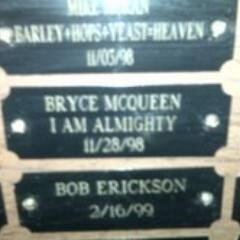 MIKE
BARLEY+HOPS+YEAST=HEAVEN
11/05/98
BRYCE MCQUEEN
I AM ALMIGHTY
11/28/98
BOB ERICKSON
2/16/99